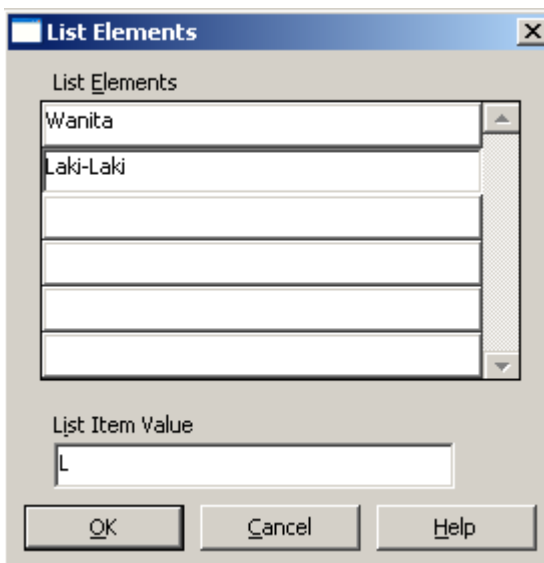 List Elements
List Elements
Wanita
Laki-Laki
List Item Value
L
OK
Cancel
Help